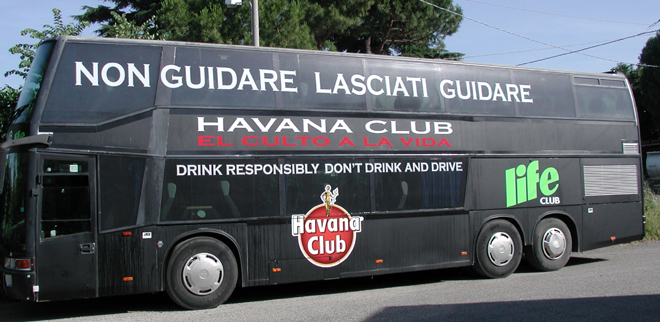 NON GUIDARE LASCIATI GUIDARE
HAVANA CLUB
EL CULTO A LA VIDA
DRINK RESPONSIBLY DON'T DRINK AND DRIVE
life
CLUB
Havana
Club